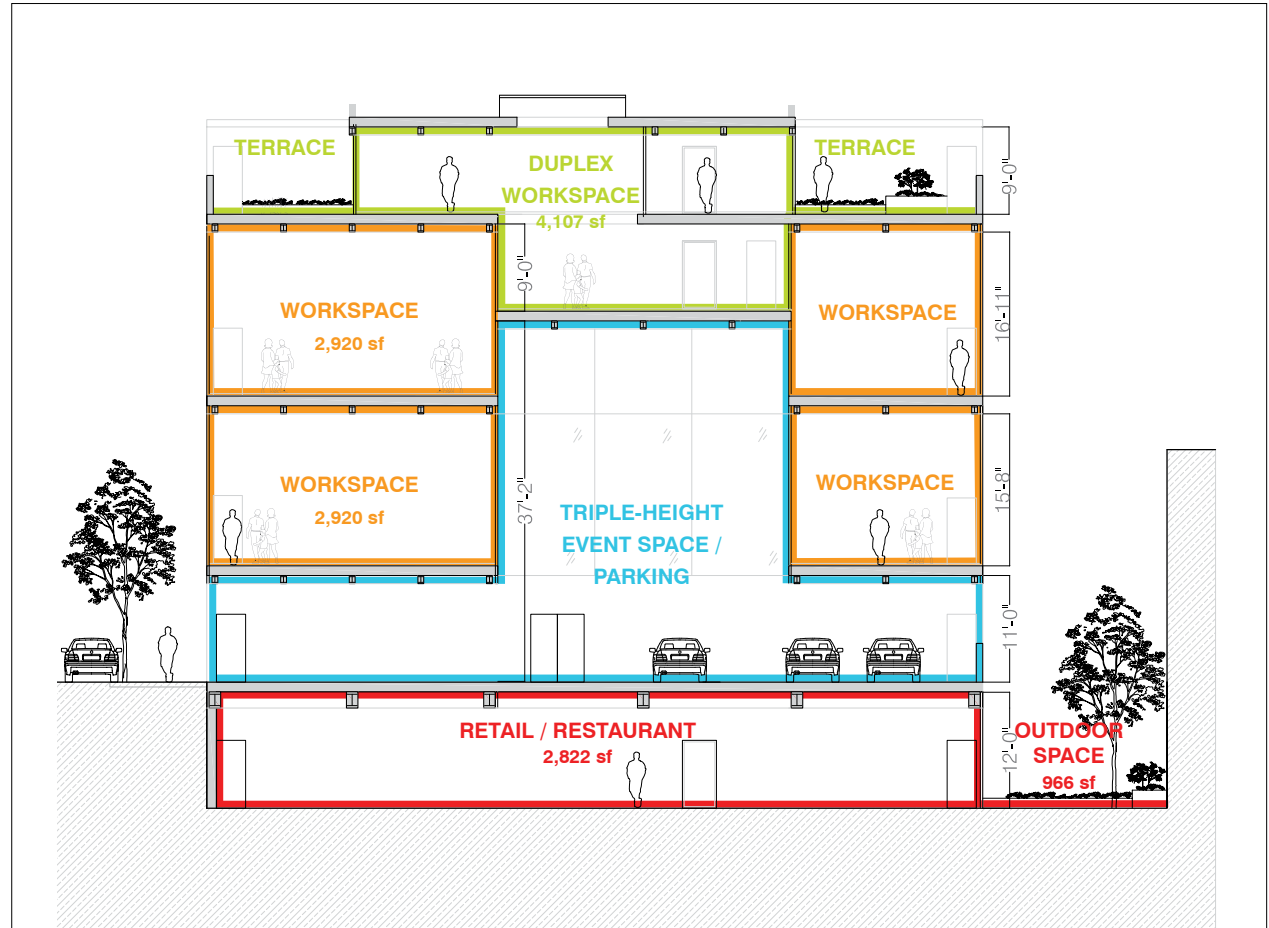 TERRACE
DUPLEX
WORKSPACE
4,107 sf
TERRACE
9'-0"
WORKSPACE
2,920 sf
9'-0"
WORKSPACE
16'-11"
WORKSPACE
2,920 sf
37'-2"
TRIPLE-HEIGHT
EVENT SPACE /
PARKING
WORKSPACE
15'-8"
11'-0"
RETAIL / RESTAURANT
2,822 sf
12'-0"
OUTDOOR
SPACE
966 sf